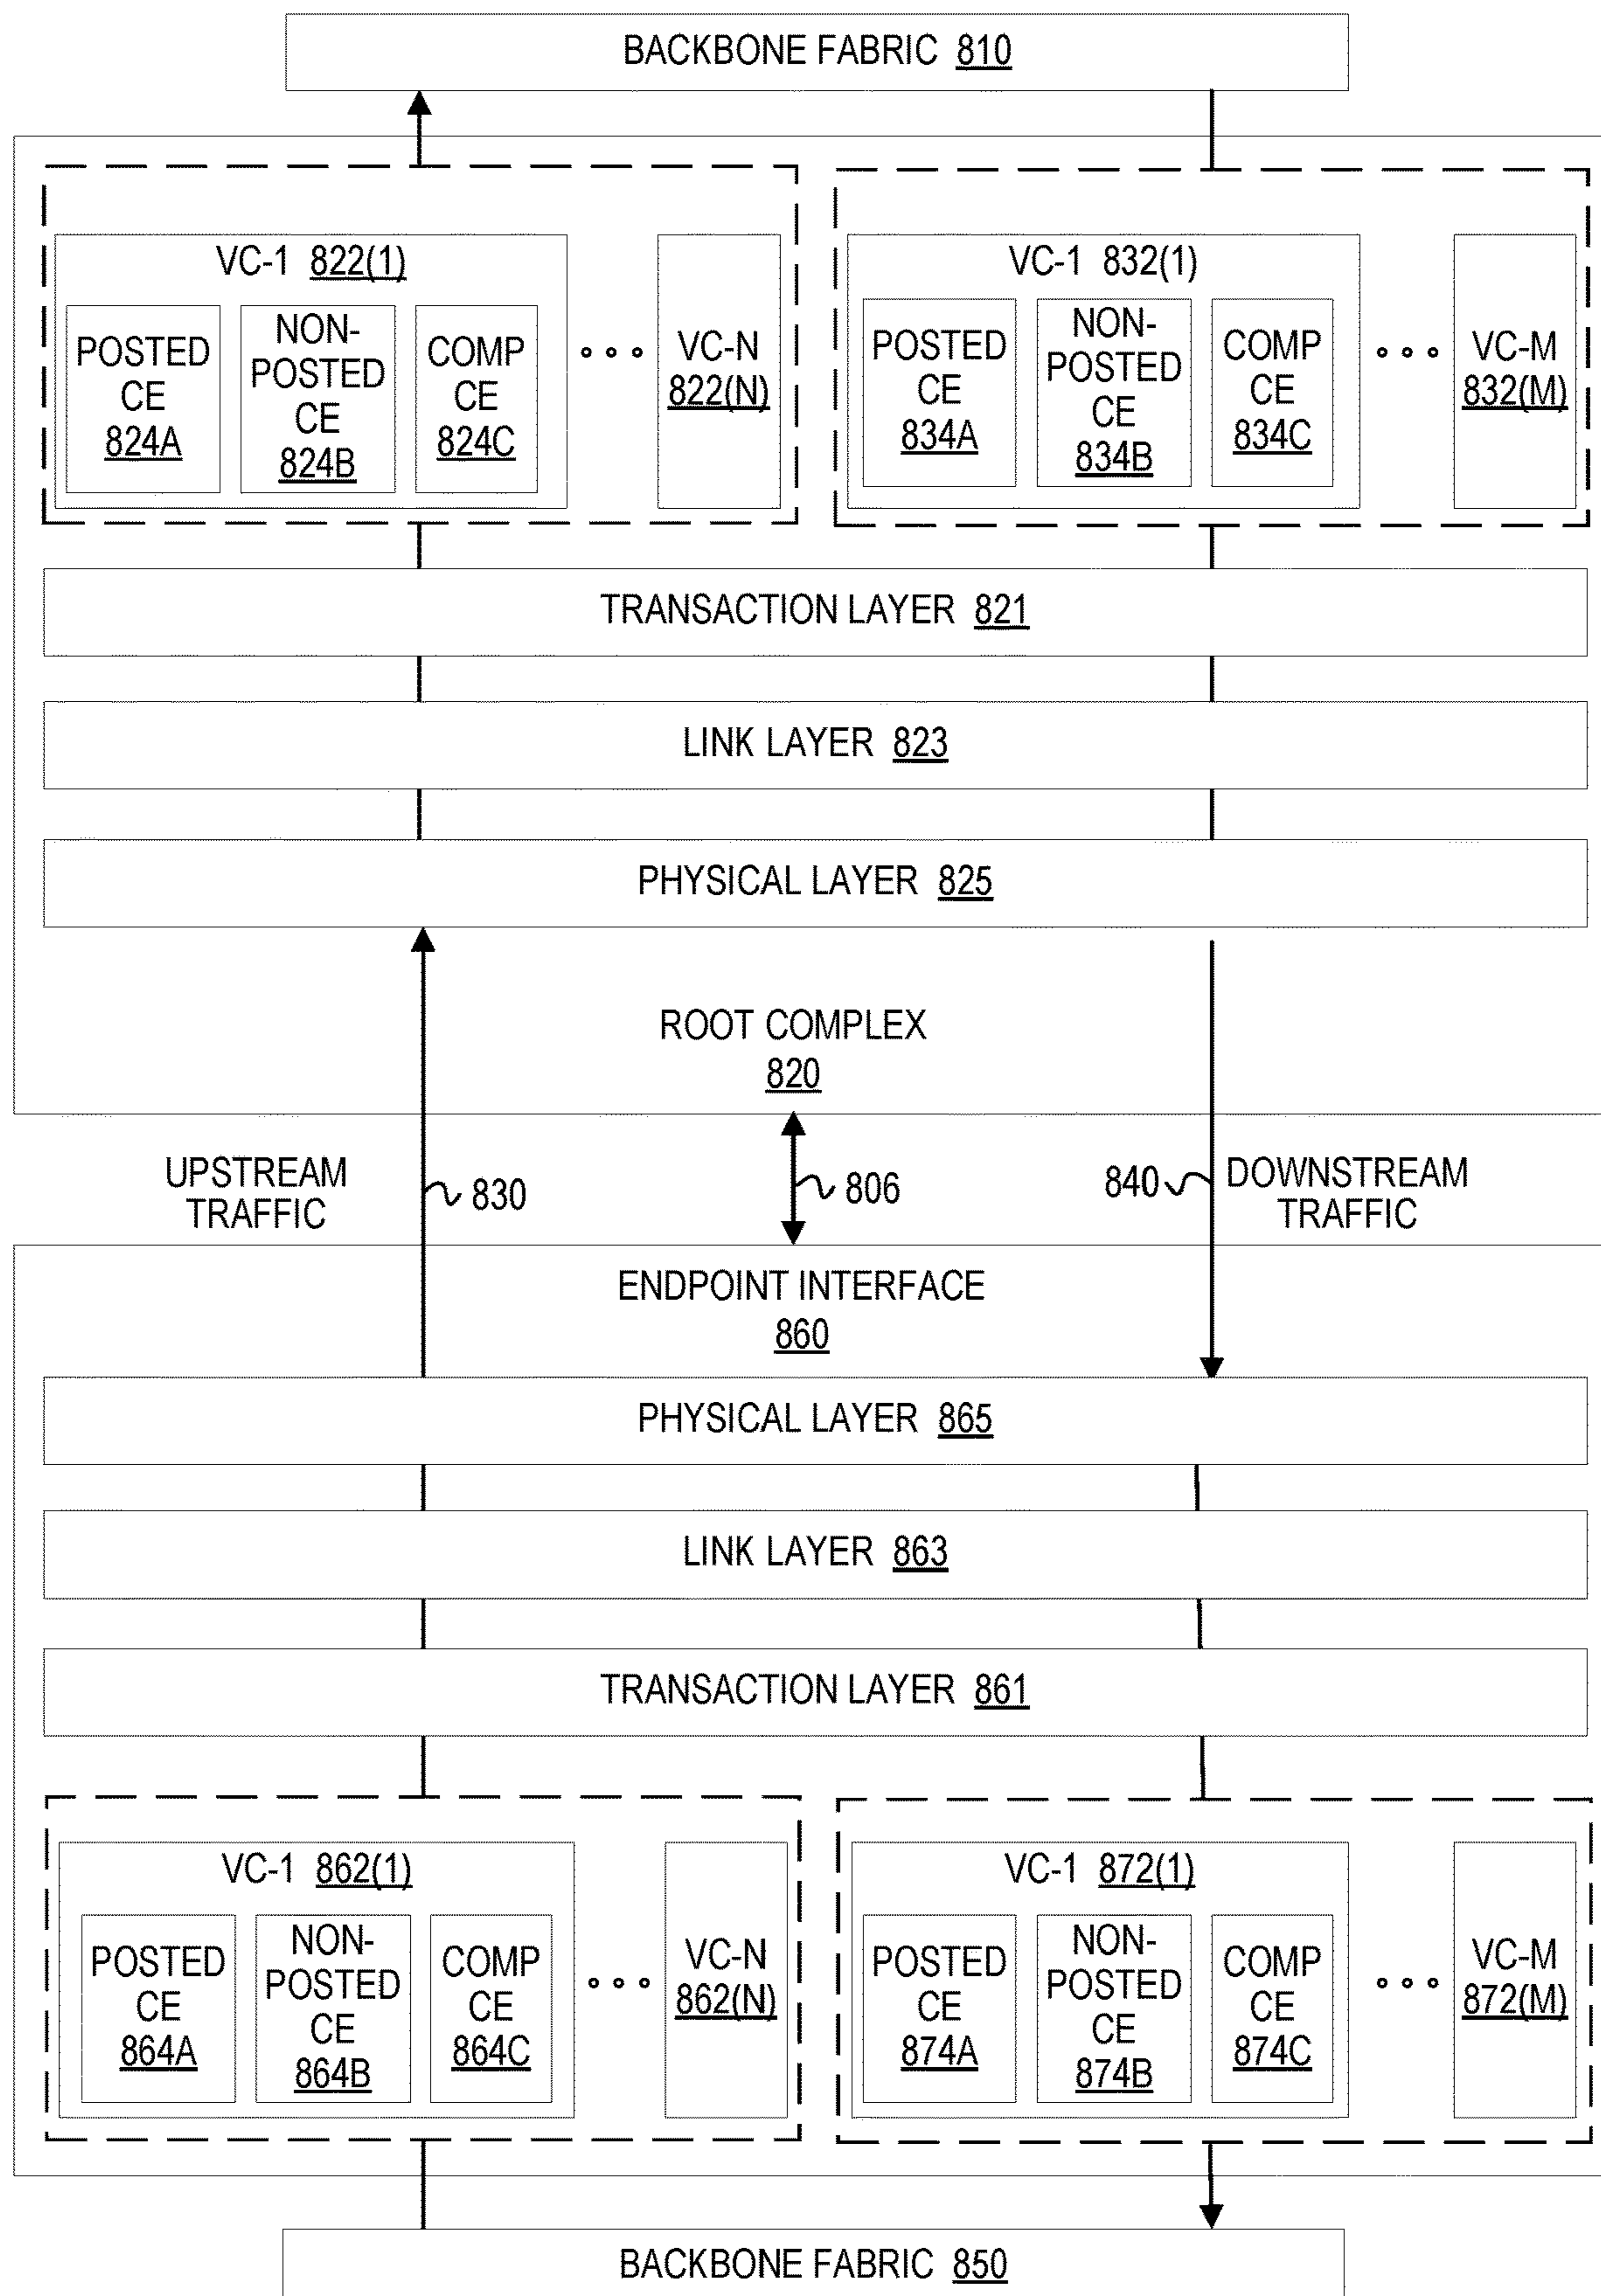 BACKBONE FABRIC 810
VC-1 822(1)
POSTED
CE
824A
NON-
POSTED
CE
824B
COMP
CE
824C
VC-N
822(N)
VC-1 832(1)
POSTED
CE
834A
NON-
POSTED
CE
834B
COMP
CE
834C
VC-M
832(M)
TRANSACTION LAYER 821
LINK LAYER 823
PHYSICAL LAYER 825
ROOT COMPLEX
820
UPSTREAM
TRAFFIC
830
806
840
DOWNSTREAM
TRAFFIC
ENDPOINT INTERFACE
860
PHYSICAL LAYER 865
LINK LAYER 863
TRANSACTION LAYER 861
VC-1 862(1)
POSTED
CE
864A
NON-
POSTED
CE
864B
COMP
CE
864C
VC-N
862(N)
VC-1 872(1)
POSTED
CE
874A
NON-
POSTED
CE
874B
COMP
CE
874C
VC-M
872(M)
BACKBONE FABRIC 850